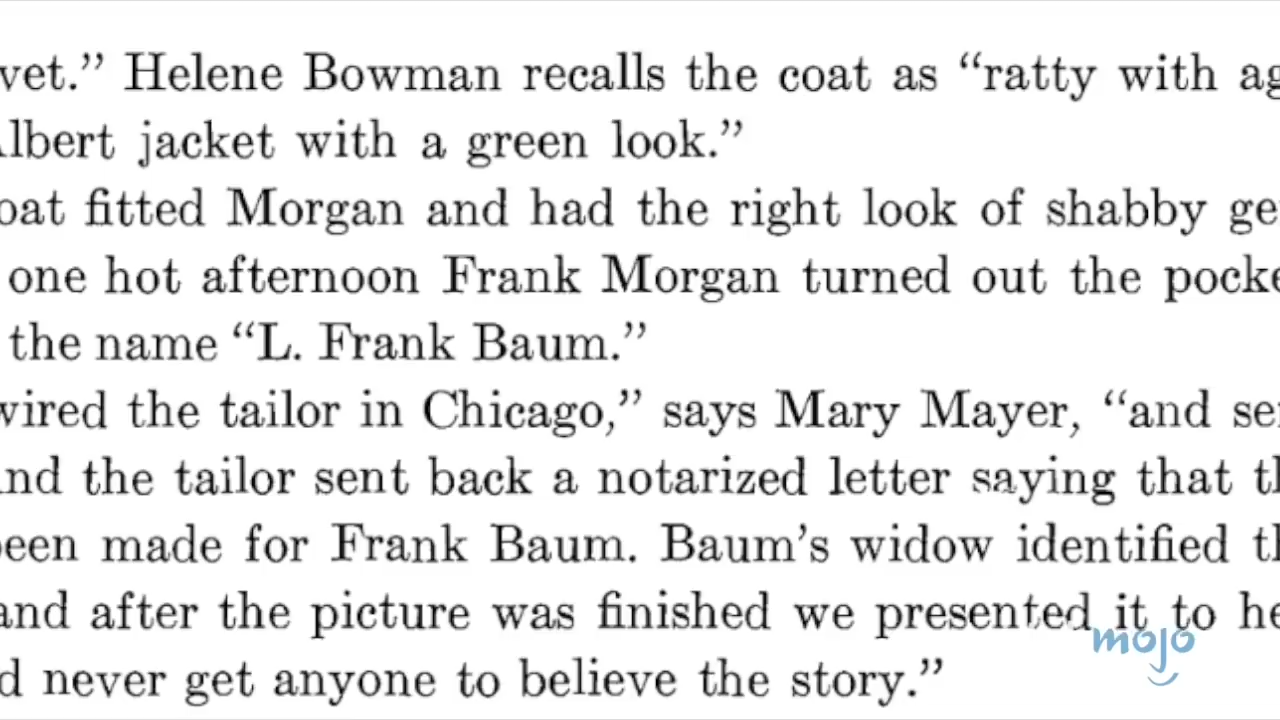 vet.” Helene Bowman recalls the coat as “ratty with ag
lbert jacket with a green look.”
oat fitted Morgan and had the right look of shabby ge
one hot afternoon Frank Morgan turned out the pocke
the name “L. Frank Baum.”
wired the tailor in Chicago,” says Mary Mayer, “and se
nd the tailor sent back a notarized letter saying that th
been made for Frank Baum. Baum’s widow identified th
and after the picture was finished we presented it to he
d never get anyone to believe the story.”
mojo